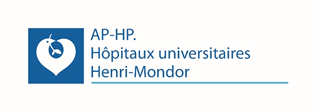 AP-HP.
Hôpitaux universitaires
Henri-Mondor